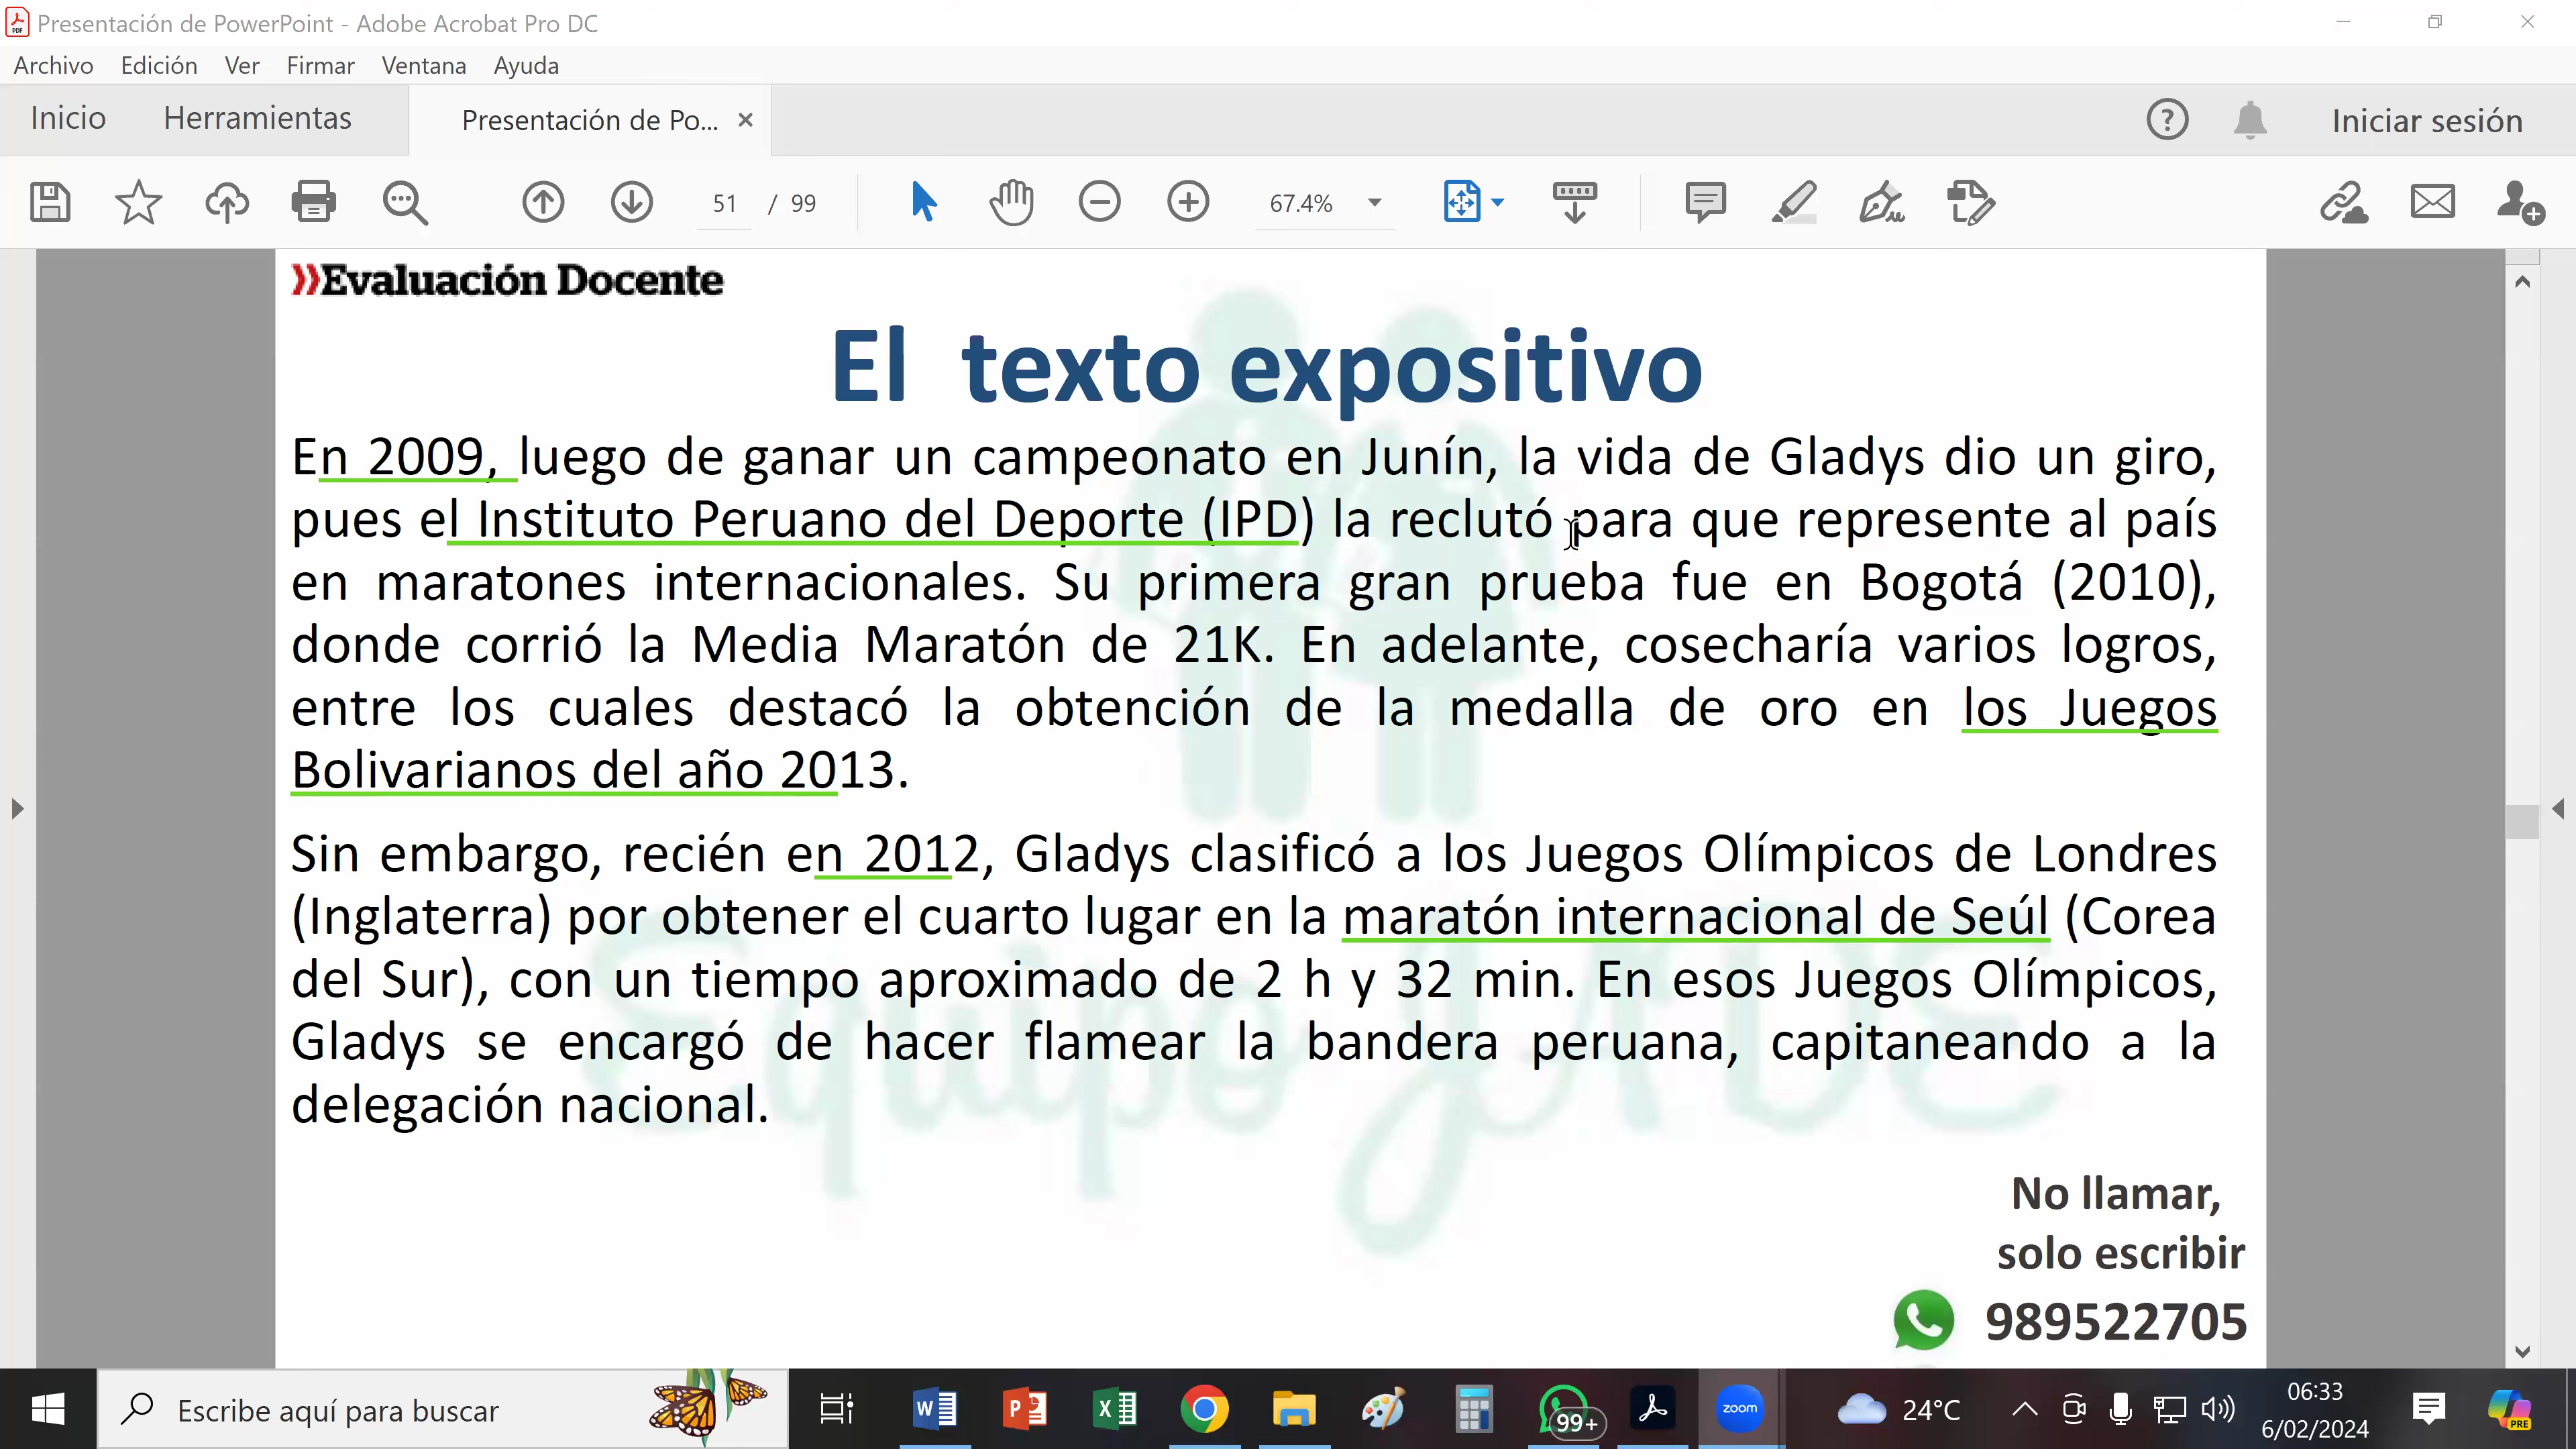 Presentación de PowerPoint - Adobe Acrobat Pro DC
Archivo Edición Ver Firmar Ventana Ayuda
Inicio Herramientas Presentación de Po... × Iniciar sesión
51 / 99 67.4%
»Evaluación Docente
El texto expositivo
En 2009, luego de ganar un campeonato en Junín, la vida de Gladys dio un giro,
pues el Instituto Peruano del Deporte (IPD) la reclutó para que represente al país
en maratones internacionales. Su primera gran prueba fue en Bogotá (2010),
donde corrió la Media Maratón de 21K. En adelante, cosecharía varios logros,
entre los cuales destacó la obtención de la medalla de oro en los Juegos
Bolivarianos del año 2013.
Sin embargo, recién en 2012, Gladys clasificó a los Juegos Olímpicos de Londres
(Inglaterra) por obtener el cuarto lugar en la maratón internacional de Seúl (Corea
del Sur), con un tiempo aproximado de 2 h y 32 min. En esos Juegos Olímpicos,
Gladys se encargó de hacer flamear la bandera peruana, capitaneando a la
delegación nacional.
Equipo JADE
No llamar,
solo escribir
989522705
Escribe aquí para buscar
99+
zoom
24°C
06:33
6/02/2024
PRE